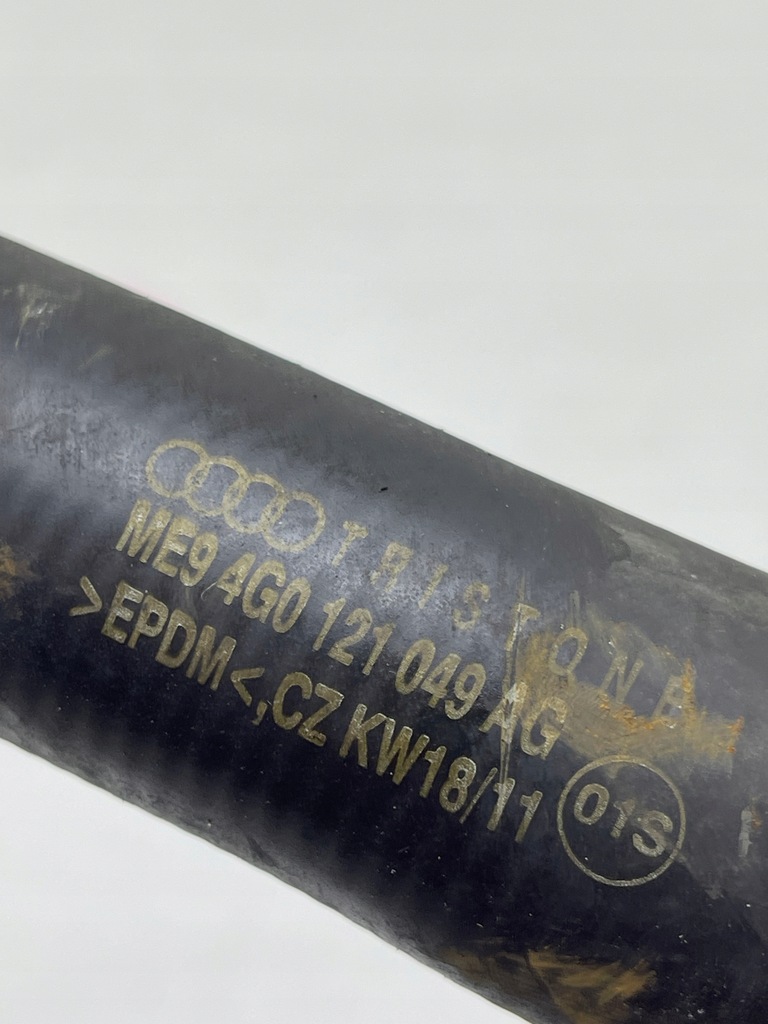 TRISTONE
ME9 4G0 121 049 AG
>EPDM<,CZ KW18/11
01S